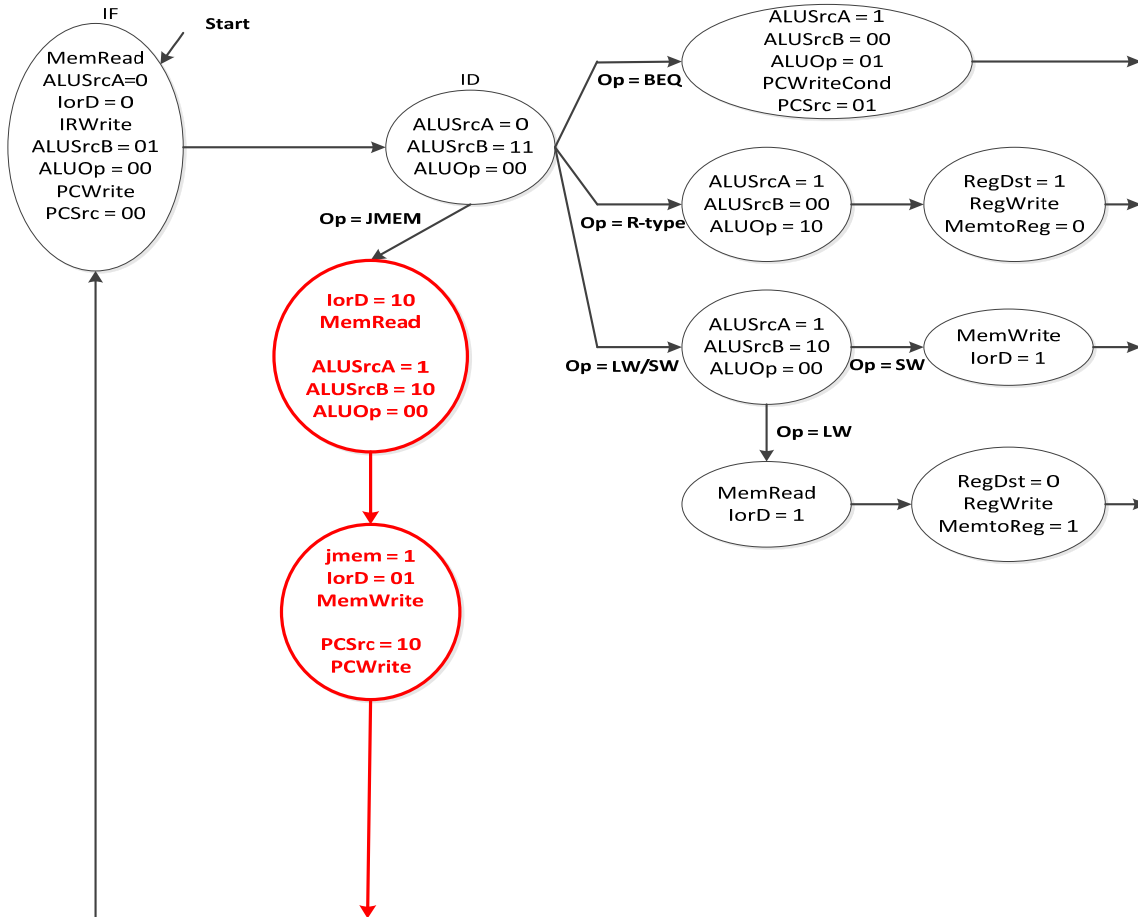 IF
Start
MemRead
ALUSrcA=0
IorD = 0
IRWrite
ALUSrcB = 01
ALUOp = 00
PCWrite
PCSrc = 00
ID
ALUSrcA = 0
ALUSrcB = 11
ALUOp = 00
Op = BEQ
ALUSrcA = 1
ALUSrcB = 00
ALUOp = 01
PCWriteCond
PCSrc = 01
Op = R-type
ALUSrcA = 1
ALUSrcB = 00
ALUOp = 10
RegDst = 1
RegWrite
MemtoReg = 0
Op = JMEM
IorD = 10
MemRead
ALUSrcA = 1
ALUSrcB = 10
ALUOp = 00
Op = LW/SW
ALUSrcA = 1
ALUSrcB = 10
ALUOp = 00
Op = SW
MemWrite
IorD = 1
Op = LW
MemRead
IorD = 1
RegDst = 0
RegWrite
MemtoReg = 1
jmem = 1
IorD = 01
MemWrite
PCSrc = 10
PCWrite